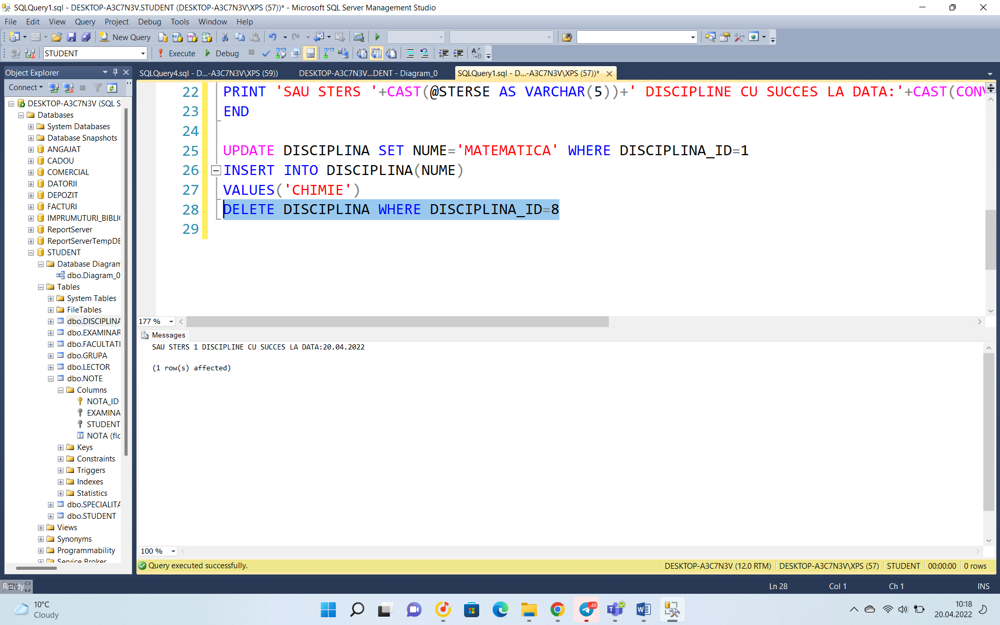 SQLQuery1.sql - DESKTOP-A3C7N3V.STUDENT (DESKTOP-A3C7N3V\XPS (57))* - Microsoft SQL Server Management Studio
File Edit View Query Project Debug Tools Window Help
New Query
STUDENT Execute Debug
Object Explorer
Connect
DESKTOP-A3C7N3V (SQL S
Databases
System Databases
Database Snapshots
ANGAJAT
CADOU
COMERCIAL
DATORII
DEPOZIT
FACTURI
IMPRUMUTURI_BIBLI
ReportServer
ReportServerTempDE
STUDENT
Database Diagram
dbo.Diagram_0
Tables
System Tables
FileTables
dbo.DISCIPLINA
dbo.EXAMINAR
dbo.FACULTATI
dbo.GRUPA
dbo.LECTOR
dbo.NOTE
Columns
NOTA_ID
EXAMINA
STUDENT
NOTA (flo
Keys
Constraints
Triggers
Indexes
Statistics
dbo.SPECIALITA
dbo.STUDENT
Views
Synonyms
Programmability
Service Broker
SQLQuery4.sql - D...-A3C7N3V\XPS (59)) DESKTOP-A3C7N3V...DENT - Diagram_0 SQLQuery1.sql - D...-A3C7N3V\XPS (57))*
22 PRINT 'SAU STERS '+CAST(@STERSE AS VARCHAR(5))+' DISCIPLINE CU SUCCES LA DATA:'+CAST(CONV
23 END
24
25 UPDATE DISCIPLINA SET NUME='MATEMATICA' WHERE DISCIPLINA_ID=1
26 INSERT INTO DISCIPLINA(NUME)
27 VALUES('CHIMIE')
28 DELETE DISCIPLINA WHERE DISCIPLINA_ID=8
29
177 %
Messages
SAU STERS 1 DISCIPLINE CU SUCCES LA DATA:20.04.2022
(1 row(s) affected)
100 %
Query executed successfully. DESKTOP-A3C7N3V (12.0 RTM) DESKTOP-A3C7N3V\XPS (57) STUDENT 00:00:00 0 rows
Ready Ln 28 Col 1 Ch 1 INS
10°C
Cloudy
48
10:18
20.04.2022